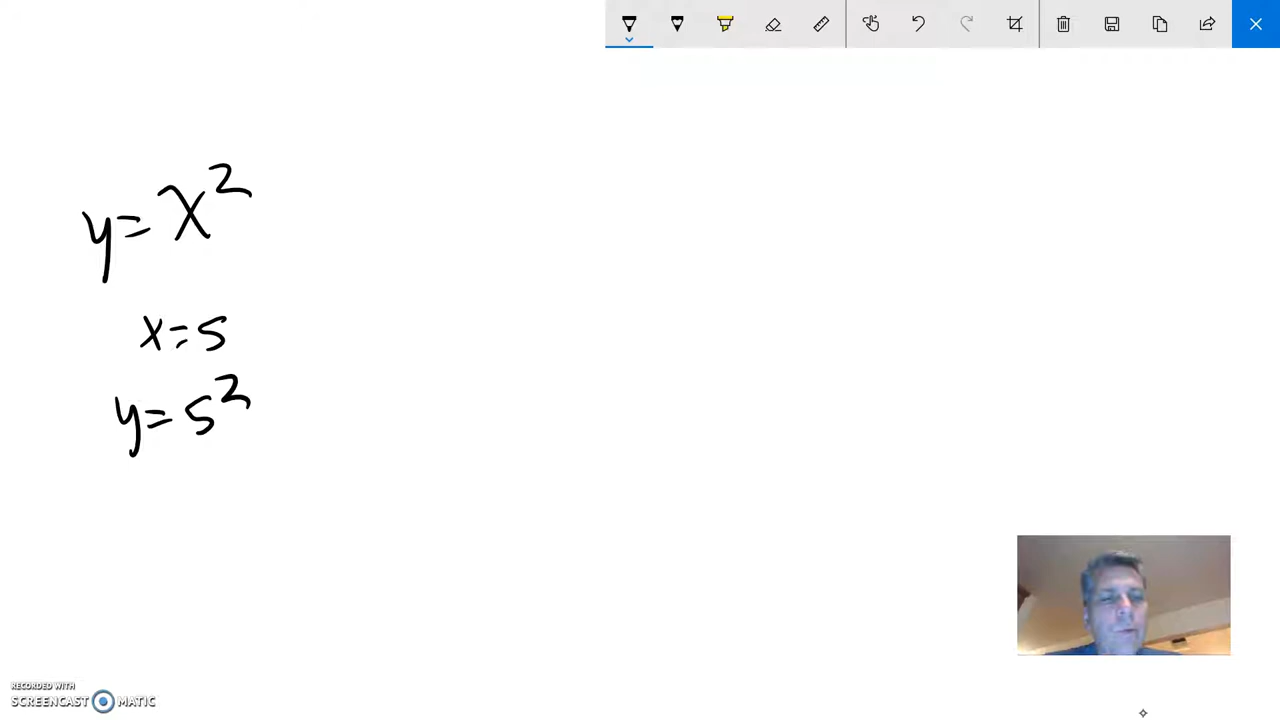 y = x²
x = 5
y = 5²
RECORDED WITH
SCREENCAST MATIC